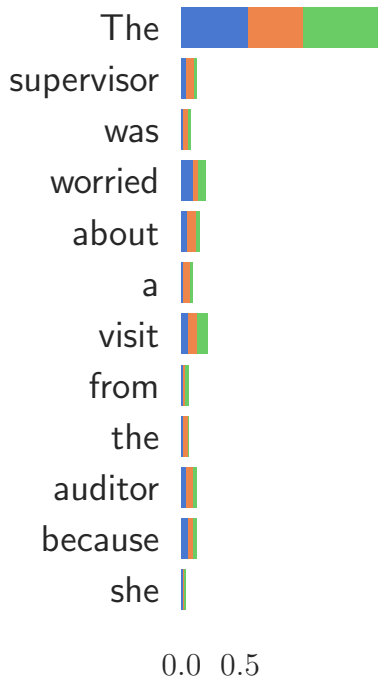 The
supervisor
was
worried
about
a
visit
from
the
auditor
because
she
0.0 0.5